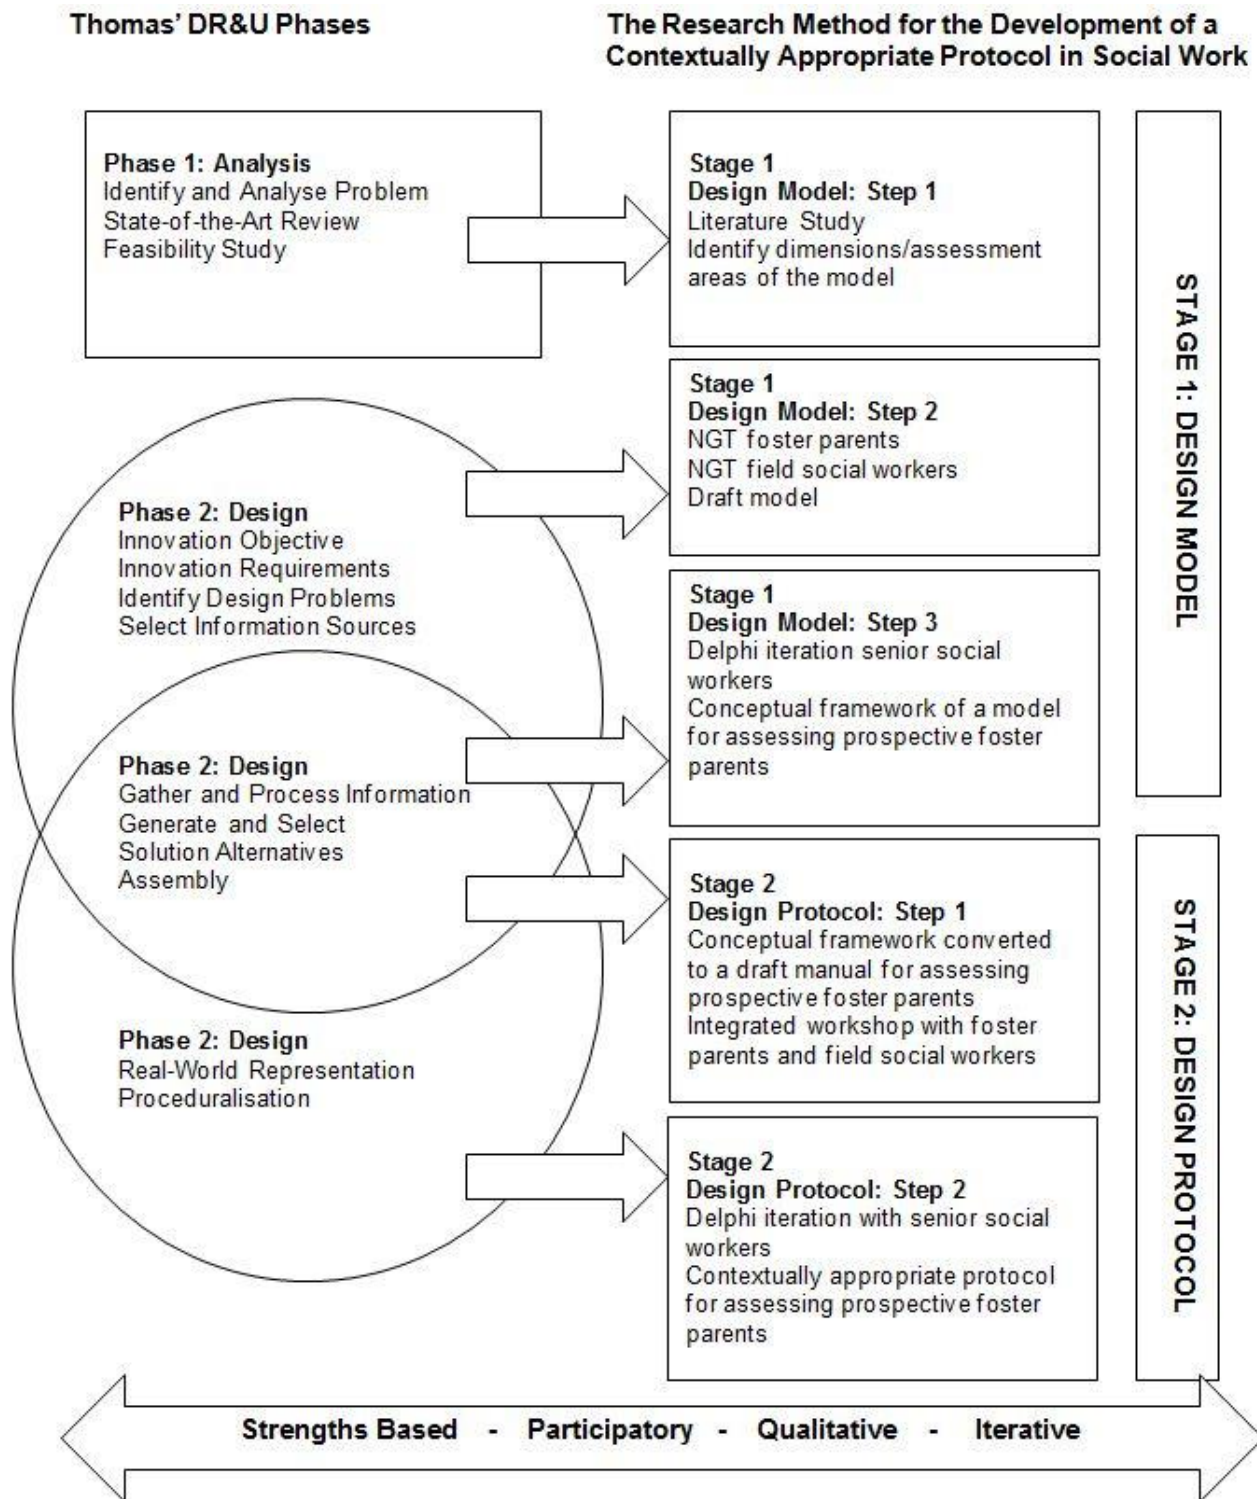 Thomas' DR&U Phases
The Research Method for the Development of a
Contextually Appropriate Protocol in Social Work
Phase 1: Analysis
Identify and Analyse Problem
State-of-the-Art Review
Feasibility Study
Stage 1
Design Model: Step 1
Literature Study
Identify dimensions/assessment
areas of the model
Phase 2: Design
Innovation Objective
Innovation Requirements
Identify Design Problems
Select Information Sources
Stage 1
Design Model: Step 2
NGT foster parents
NGT field social workers
Draft model
Phase 2: Design
Gather and Process Information
Generate and Select
Solution Alternatives
Assembly
Stage 1
Design Model: Step 3
Delphi iteration senior social
workers
Conceptual framework of a model
for assessing prospective foster
parents
STAGE 1: DESIGN MODEL
Stage 2
Design Protocol: Step 1
Conceptual framework converted
to a draft manual for assessing
prospective foster parents
Integrated workshop with foster
parents and field social workers
Phase 2: Design
Real-World Representation
Proceduralisation
Stage 2
Design Protocol: Step 2
Delphi iteration with senior social
workers
Contextually appropriate protocol
for assessing prospective foster
parents
STAGE 2: DESIGN PROTOCOL
Strengths Based - Participatory - Qualitative - Iterative